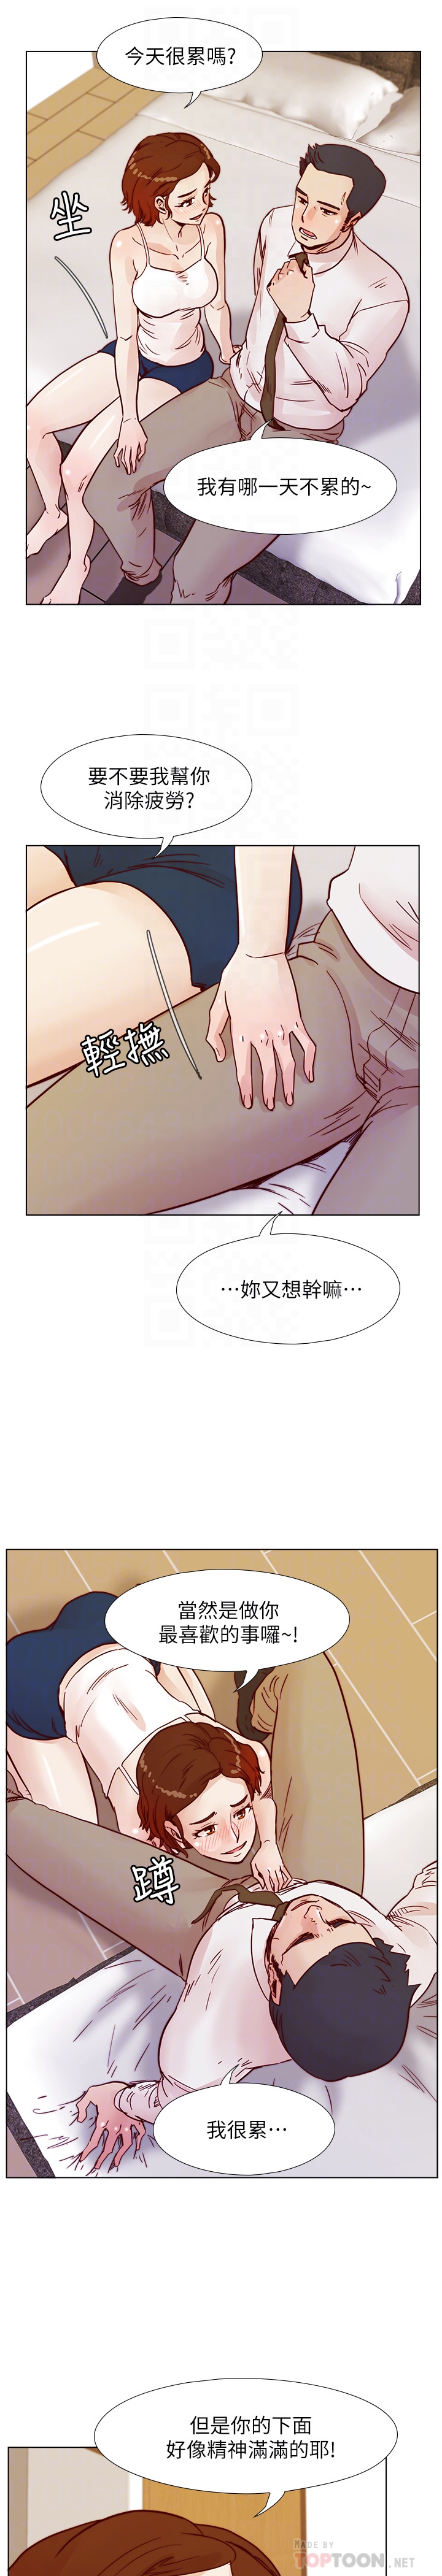 今天很累嗎?
坐
我有哪一天不累的~
要不要我幫你
消除疲勞?
輕撫
…妳又想幹嘛…
當然是做你
最喜歡的事囉~!
蹲
我很累…
但是你的下面
好像精神滿滿的耶!
MADE BY
TOPTOON.NET